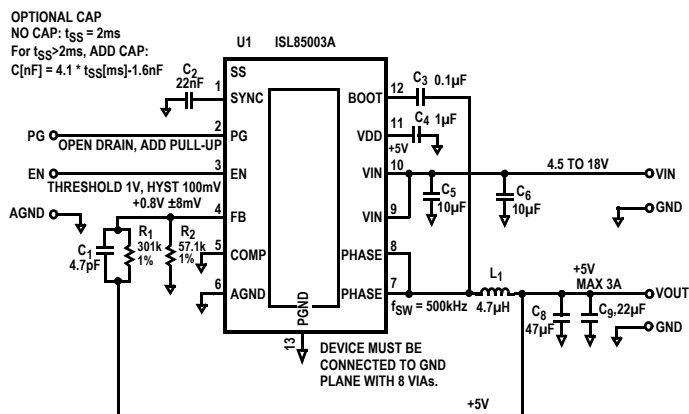 OPTIONAL CAP
NO CAP: tSS = 2ms
For tSS>2ms, ADD CAP:
C[nF] = 4.1 * tSS[ms]-1.6nF
U1 ISL85003A
C2
22nF
1
SS
SYNC
12
BOOT
C3 0.1µF
PG
OPEN DRAIN, ADD PULL-UP
2
PG
11
VDD
+5V
C4 1µF
EN
THRESHOLD 1V, HYST 100mV
3
EN
10
VIN
4.5 TO 18V
VIN
C5
10µF
C6
10µF
GND
AGND
+0.8V ±8mV
4
FB
9
VIN
C1
4.7pF
R1
301k
1%
R2
57.1k
1%
5
COMP
8
PHASE
6
AGND
7
PHASE
fSW = 500kHz
L1
4.7µH
+5V
MAX 3A
VOUT
C8
47µF
C9,22µF
GND
PGND
13
DEVICE MUST BE
CONNECTED TO GND
PLANE WITH 8 VIAs.
+5V